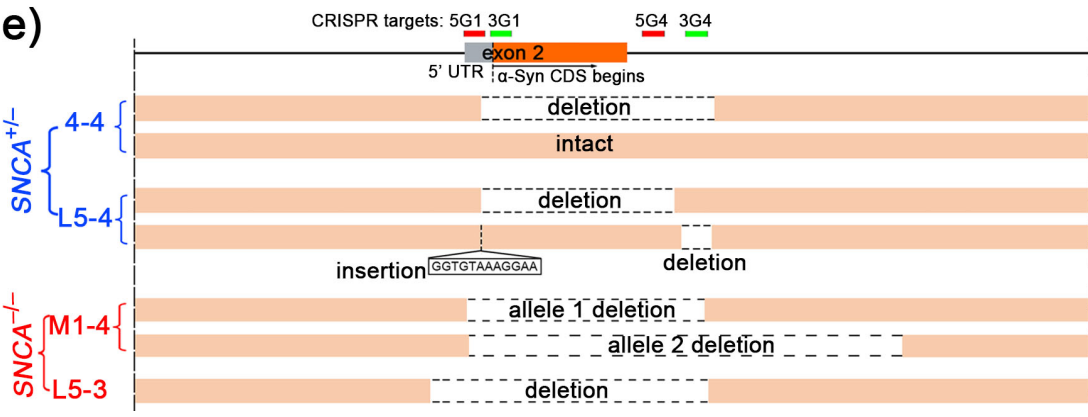 e)
CRISPR targets: 5G1 3G1 5G4 3G4
exon 2
5' UTR α-Syn CDS begins
SNCA+/–
4-4
deletion
intact
L5-4
deletion
insertion GGTGTAAAGGAA
deletion
SNCA–/–
M1-4
allele 1 deletion
allele 2 deletion
L5-3
deletion